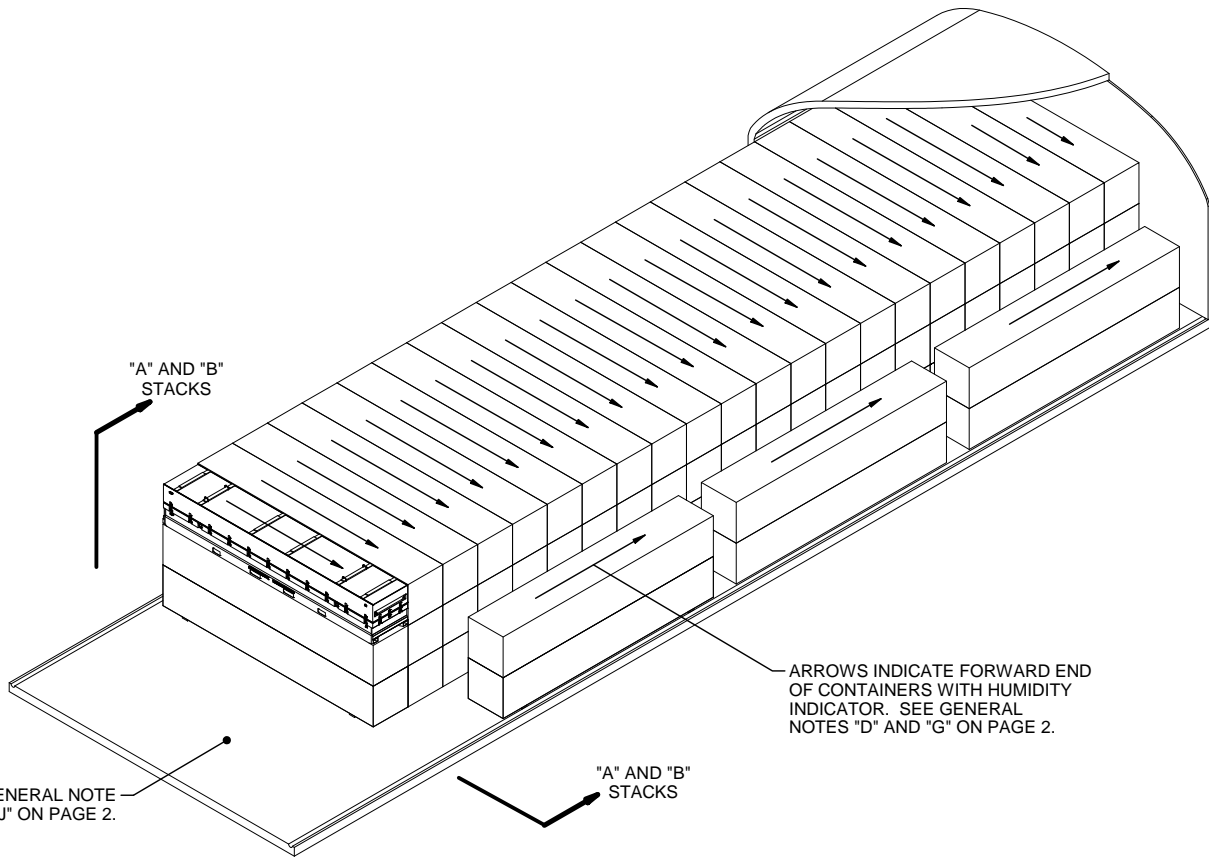 "A" AND "B"
STACKS
ARROWS INDICATE FORWARD END
OF CONTAINERS WITH HUMIDITY
INDICATOR. SEE GENERAL
NOTES "D" AND "G" ON PAGE 2.
"A" AND "B"
STACKS
ENERAL NOTE
J" ON PAGE 2.